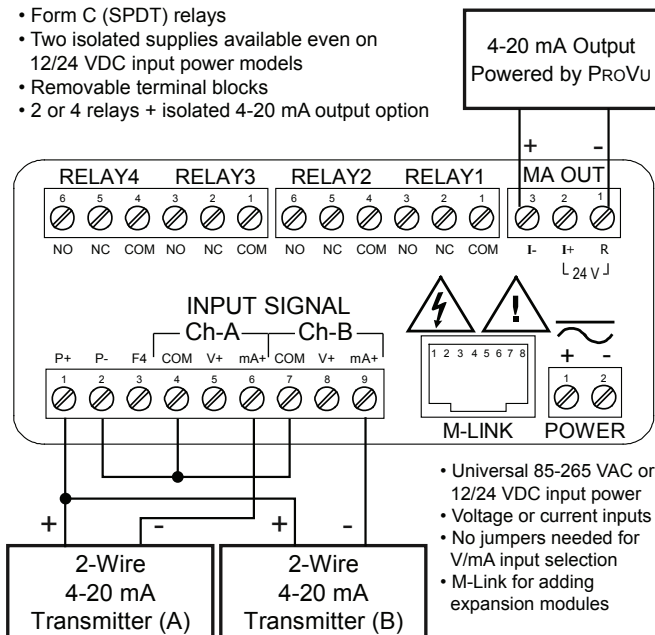 • Form C (SPDT) relays
• Two isolated supplies available even on
12/24 VDC input power models
• Removable terminal blocks
• 2 or 4 relays + isolated 4-20 mA output option
4-20 mA Output
Powered by PROVU
+ -
RELAY4 RELAY3 RELAY2 RELAY1 MA OUT
6 5 4 3 2 1 6 5 4 3 2 1 3 2 1
NO NC COM NO NC COM NO NC COM NO NC COM I- I+ R
24 V
INPUT SIGNAL
Ch-A Ch-B
P+ P- F4 COM V+ mA+ COM V+ mA+
1 2 3 4 5 6 7 8 9
!
1 2 3 4 5 6 7 8
M-LINK
+ -
1 2
POWER
+ - + -
2-Wire
4-20 mA
Transmitter (A)
2-Wire
4-20 mA
Transmitter (B)
• Universal 85-265 VAC or
12/24 VDC input power
• Voltage or current inputs
• No jumpers needed for
V/mA input selection
• M-Link for adding
expansion modules